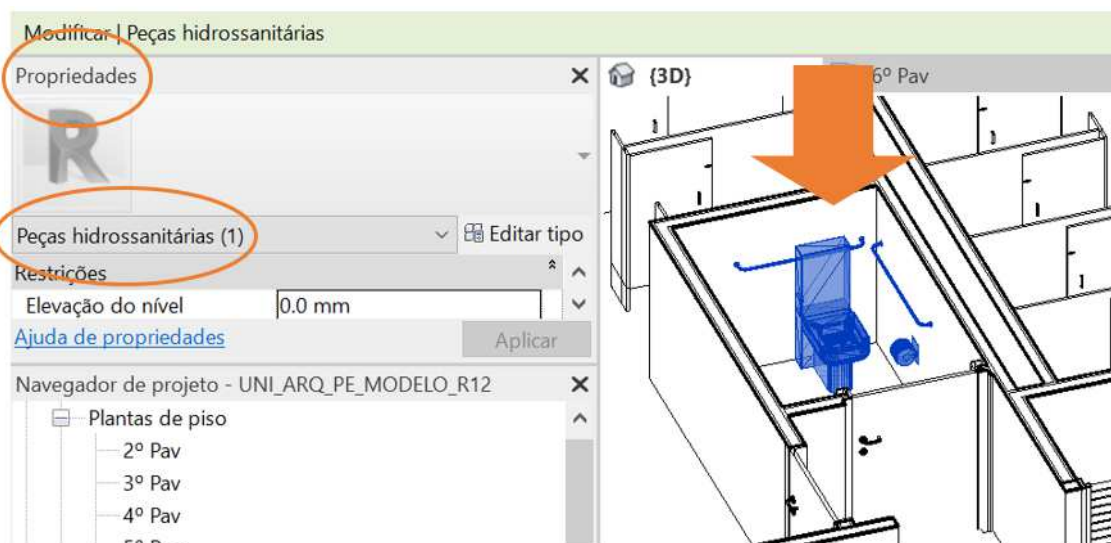 Modificar | Peças hidrossanitárias
Propriedades
{3D}
6º Pav
R
Peças hidrossanitárias (1)
Editar tipo
Restrições
Elevação do nível
0.0 mm
Ajuda de propriedades
Aplicar
Navegador de projeto - UNI_ARQ_PE_MODELO_R12
Plantas de piso
2º Pav
3º Pav
4º Pav